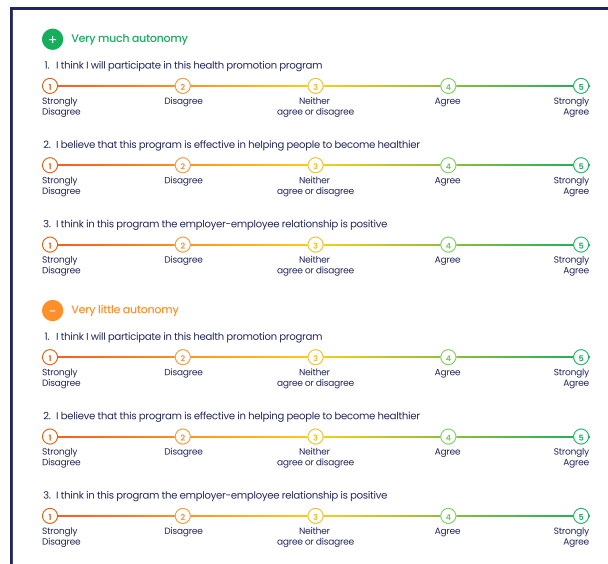 + Very much autonomy
1. I think I will participate in this health promotion program
1 2 3 4 5
Strongly Disagree Neither Agree Strongly
Disagree agree or disagree Agree
2. I believe that this program is effective in helping people to become healthier
1 2 3 4 5
Strongly Disagree Neither Agree Strongly
Disagree agree or disagree Agree
3. I think in this program the employer-employee relationship is positive
1 2 3 4 5
Strongly Disagree Neither Agree Strongly
Disagree agree or disagree Agree
- Very little autonomy
1. I think I will participate in this health promotion program
1 2 3 4 5
Strongly Disagree Neither Agree Strongly
Disagree agree or disagree Agree
2. I believe that this program is effective in helping people to become healthier
1 2 3 4 5
Strongly Disagree Neither Agree Strongly
Disagree agree or disagree Agree
3. I think in this program the employer-employee relationship is positive
1 2 3 4 5
Strongly Disagree Neither Agree Strongly
Disagree agree or disagree Agree